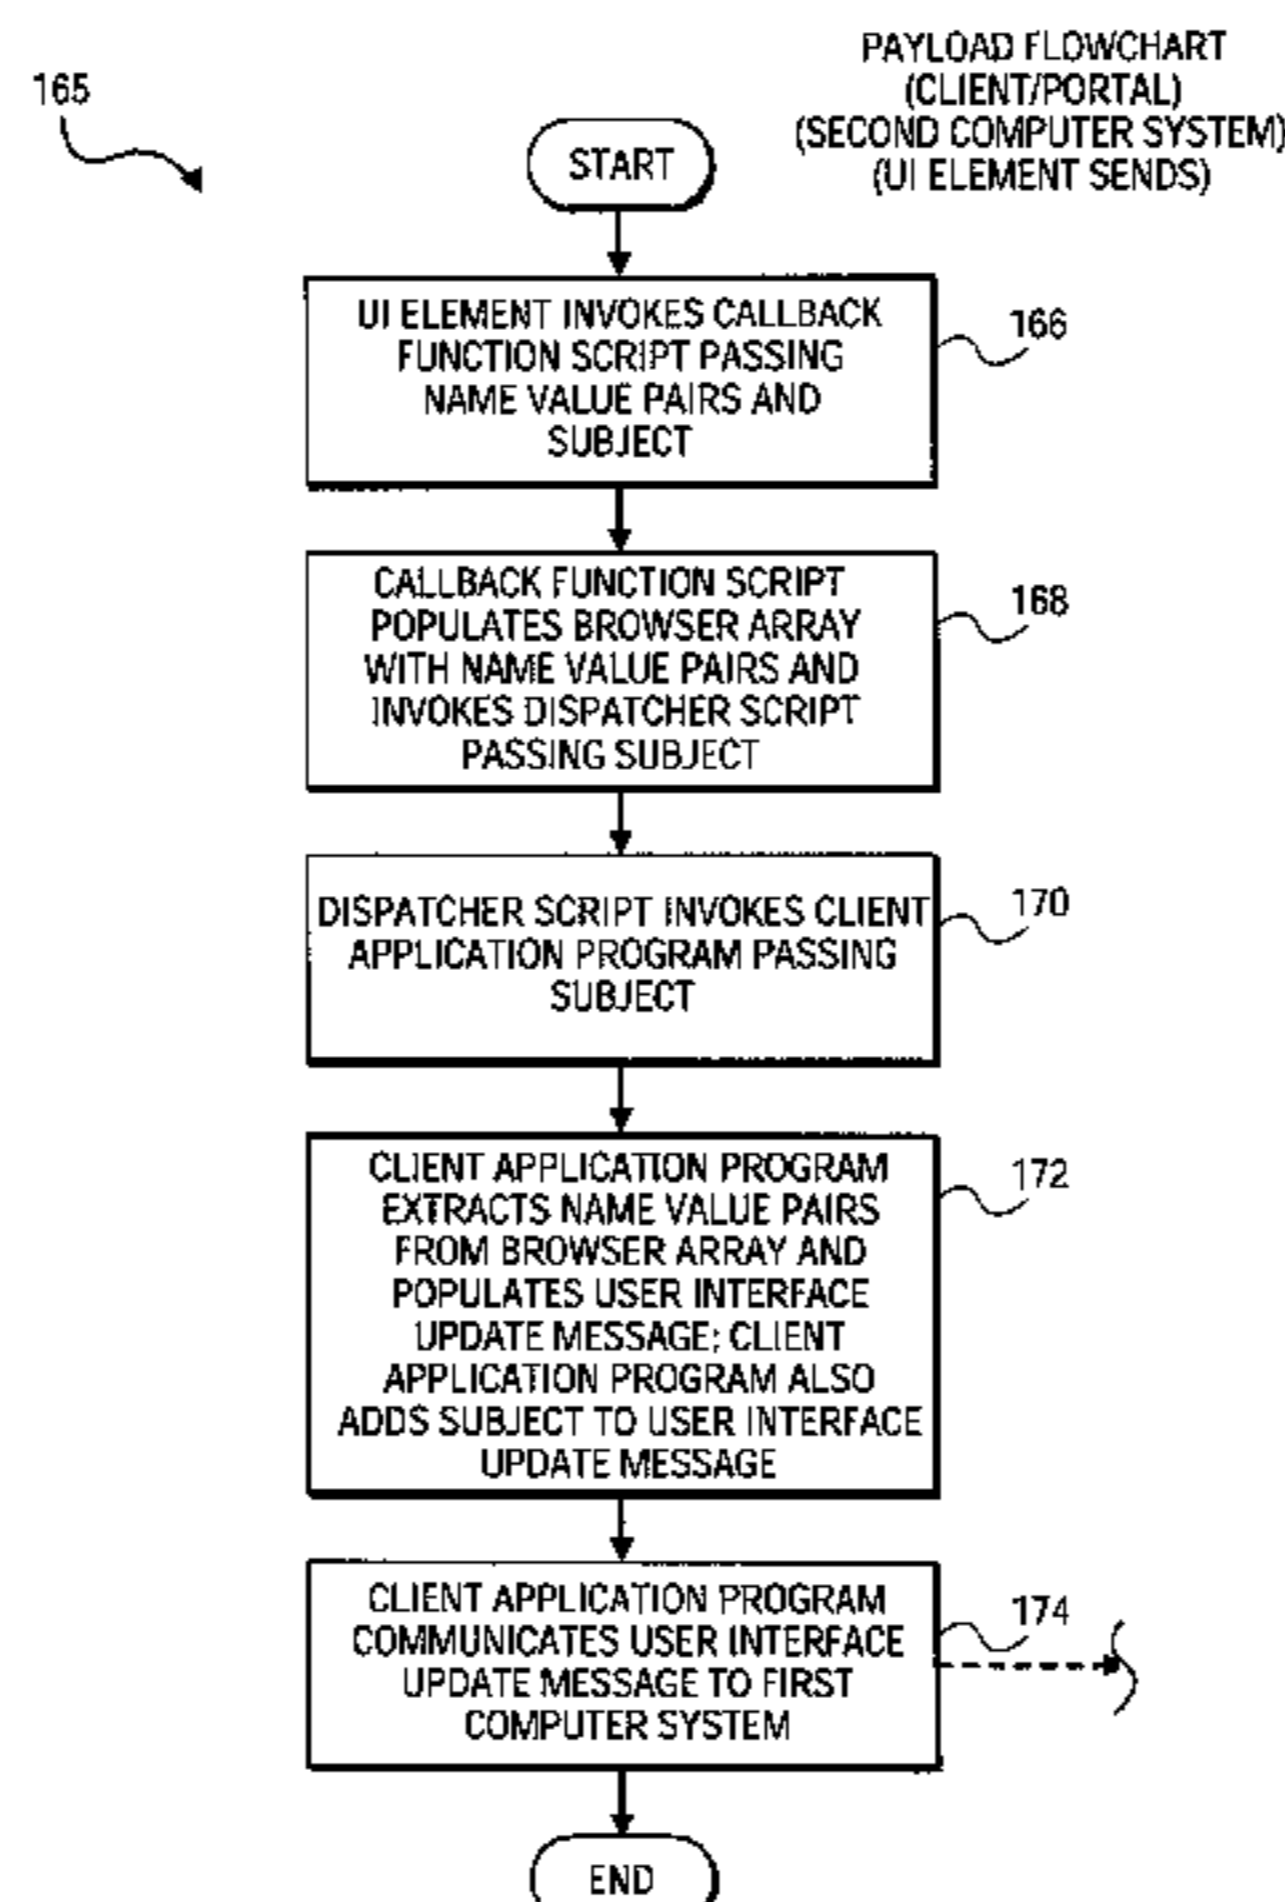 PAYLOAD FLOWCHART
(CLIENT/PORTAL)
(SECOND COMPUTER SYSTEM)
(UI ELEMENT SENDS)
165
START
UI ELEMENT INVOKES CALLBACK
FUNCTION SCRIPT PASSING
NAME VALUE PAIRS AND
SUBJECT
166
CALLBACK FUNCTION SCRIPT
POPULATES BROWSER ARRAY
WITH NAME VALUE PAIRS AND
INVOKES DISPATCHER SCRIPT
PASSING SUBJECT
168
DISPATCHER SCRIPT INVOKES CLIENT
APPLICATION PROGRAM PASSING
SUBJECT
170
CLIENT APPLICATION PROGRAM
EXTRACTS NAME VALUE PAIRS
FROM BROWSER ARRAY AND
POPULATES USER INTERFACE
UPDATE MESSAGE; CLIENT
APPLICATION PROGRAM ALSO
ADDS SUBJECT TO USER INTERFACE
UPDATE MESSAGE
172
CLIENT APPLICATION PROGRAM
COMMUNICATES USER INTERFACE
UPDATE MESSAGE TO FIRST
COMPUTER SYSTEM
174
END